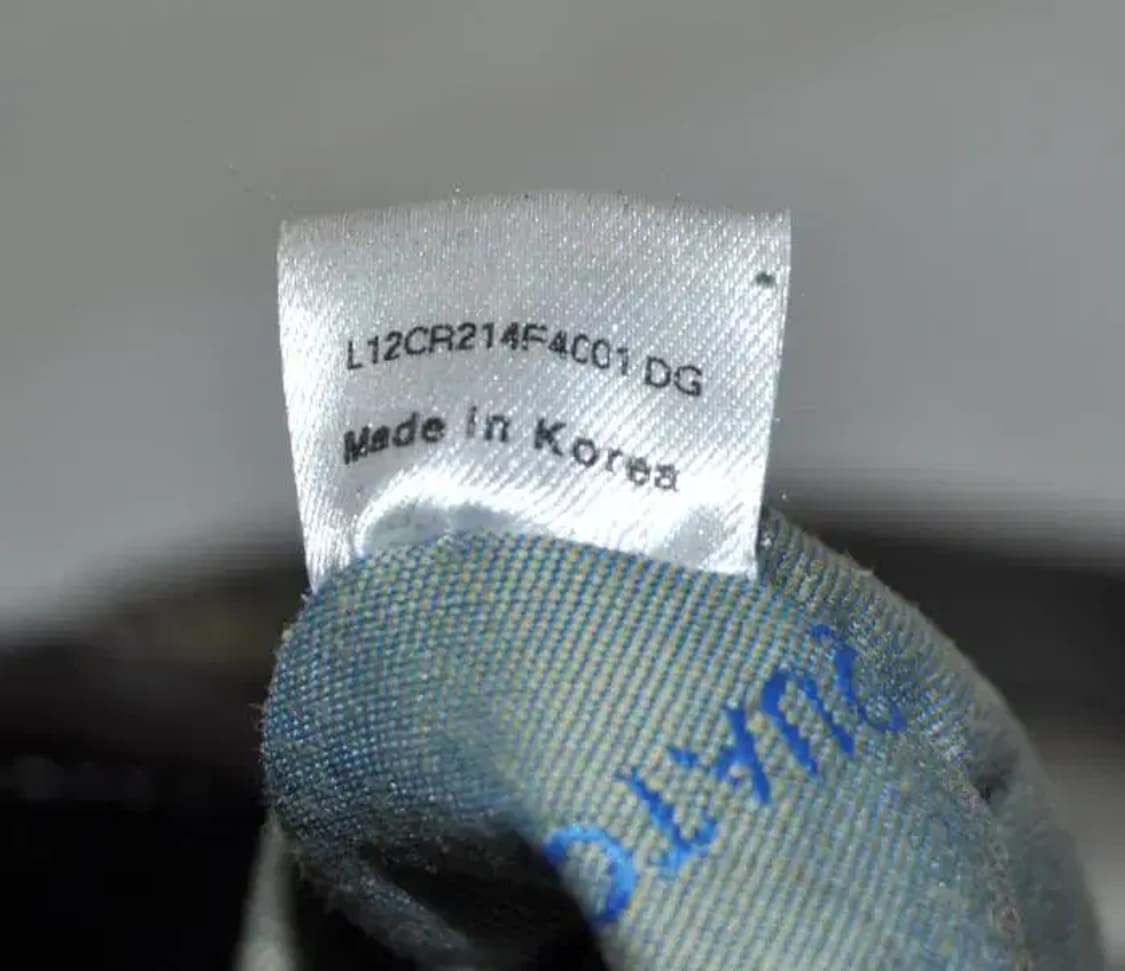 L12CR214F4001 DG
Made in Korea